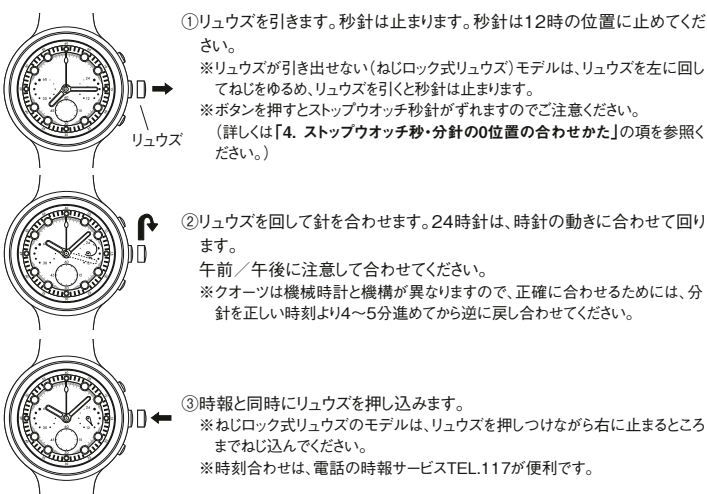 ①リュウズを引きます。秒針は止まります。秒針は12時の位置に止めてくだ
さい。
※リュウズが引き出せない(ねじロック式リュウズ)モデルは、リュウズを左に回し
てねじをゆるめ、リュウズを引くと秒針は止まります。
※ボタンを押すとストップウオッチ秒針がずれますのでご注意ください。
(詳しくは「4. ストップウオッチ秒・分針の0位置の合わせかた」の項を参照く
ださい。)
リュウズ
②リュウズを回して針を合わせます。24時針は、時針の動きに合わせて回り
ます。
午前/午後に注意して合わせてください。
※クオーツは機械時計と機構が異なりますので、正確に合わせるためには、分
針を正しい時刻より4〜5分進めてから逆に戻し合わせてください。
③時報と同時にリュウズを押し込みます。
※ねじロック式リュウズのモデルは、リュウズを押しつけながら右に止まるところ
までねじ込んでください。
※時刻合わせは、電話の時報サービスTEL.117が便利です。